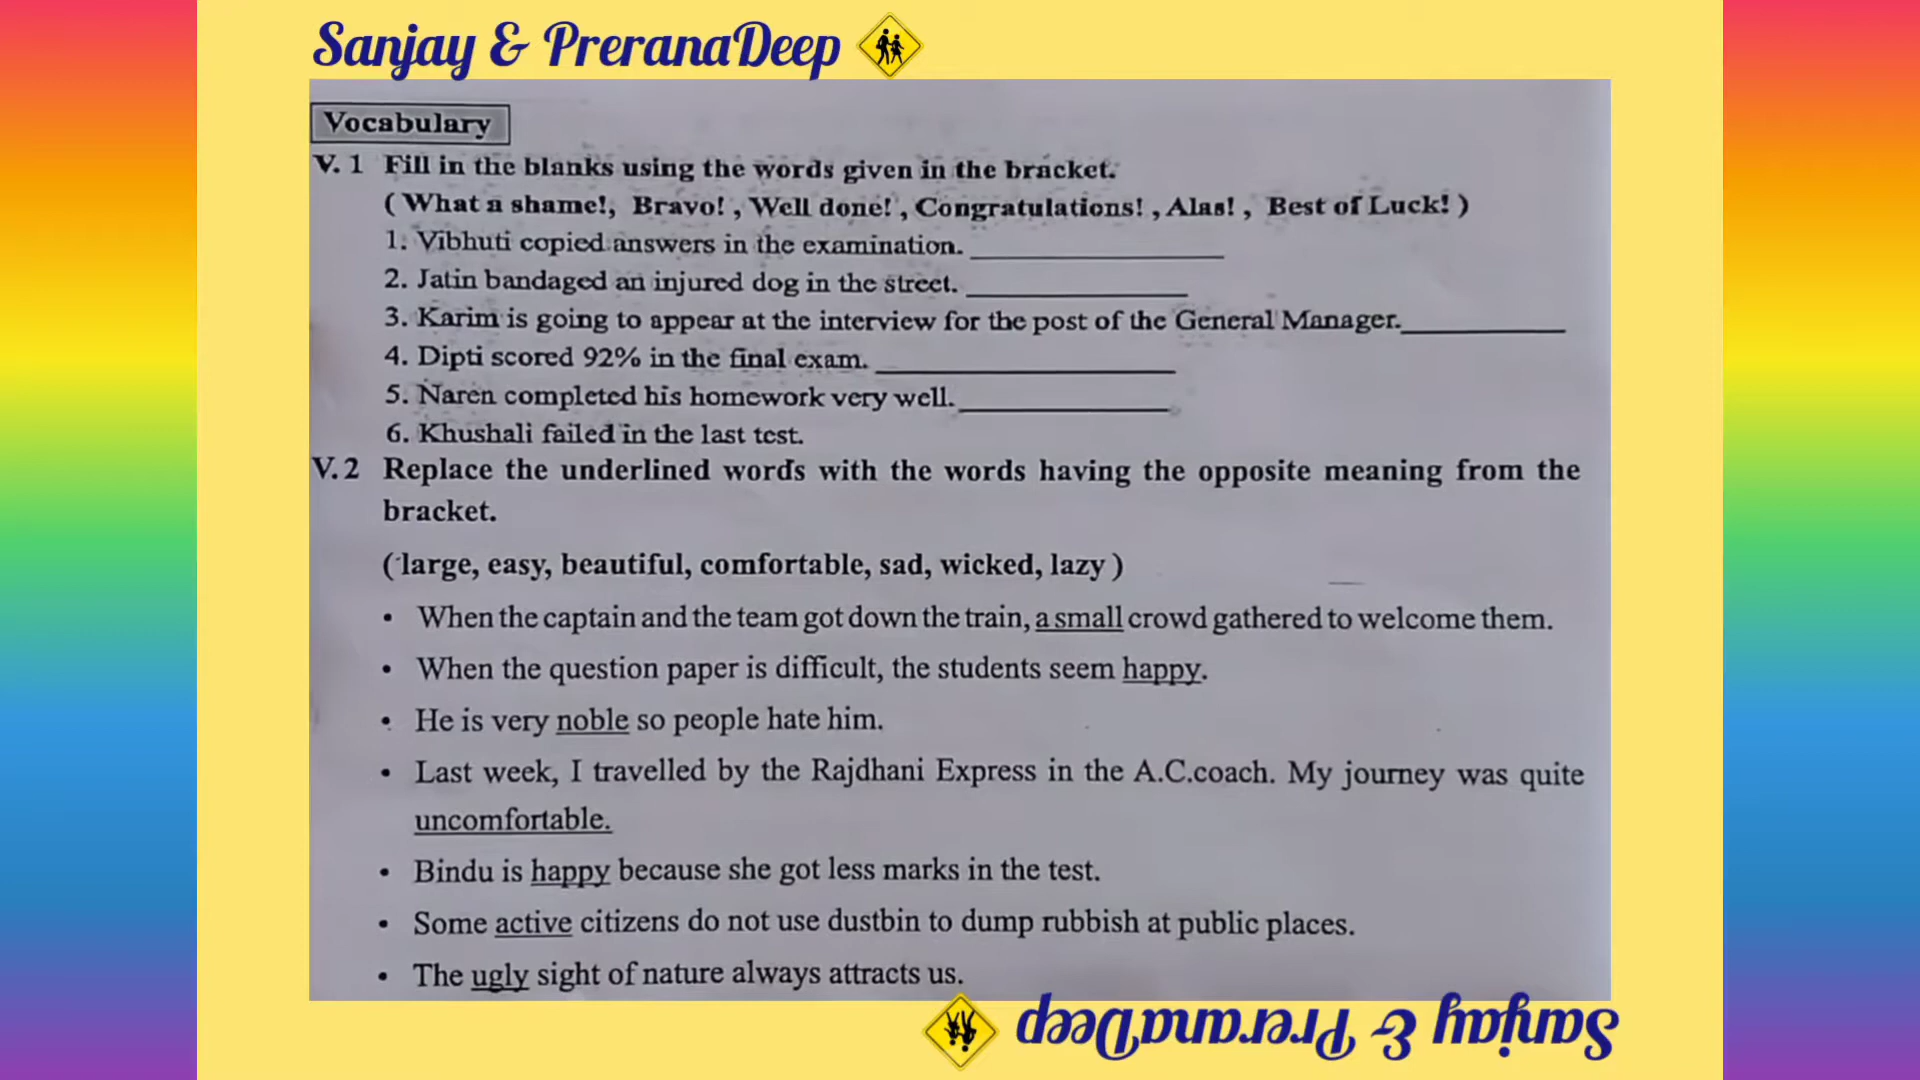 Sanjay & PreranaDeep
Vocabulary
V. 1 Fill in the blanks using the words given in the bracket.
( What a shame!, Bravo! , Well done! , Congratulations! , Alas! , Best of Luck! )
1. Vibhuti copied answers in the examination. ____________
2. Jatin bandaged an injured dog in the street. ____________
3. Karim is going to appear at the interview for the post of the General Manager.____________
4. Dipti scored 92% in the final exam. ____________
5. Naren completed his homework very well. ____________
6. Khushali failed in the last test.
V.2 Replace the underlined words with the words having the opposite meaning from the
bracket.
( large, easy, beautiful, comfortable, sad, wicked, lazy )
• When the captain and the team got down the train, a small crowd gathered to welcome them.
• When the question paper is difficult, the students seem happy.
• He is very noble so people hate him.
• Last week, I travelled by the Rajdhani Express in the A.C.coach. My journey was quite
uncomfortable.
• Bindu is happy because she got less marks in the test.
• Some active citizens do not use dustbin to dump rubbish at public places.
• The ugly sight of nature always attracts us.
Sanjay & PreranaDeep